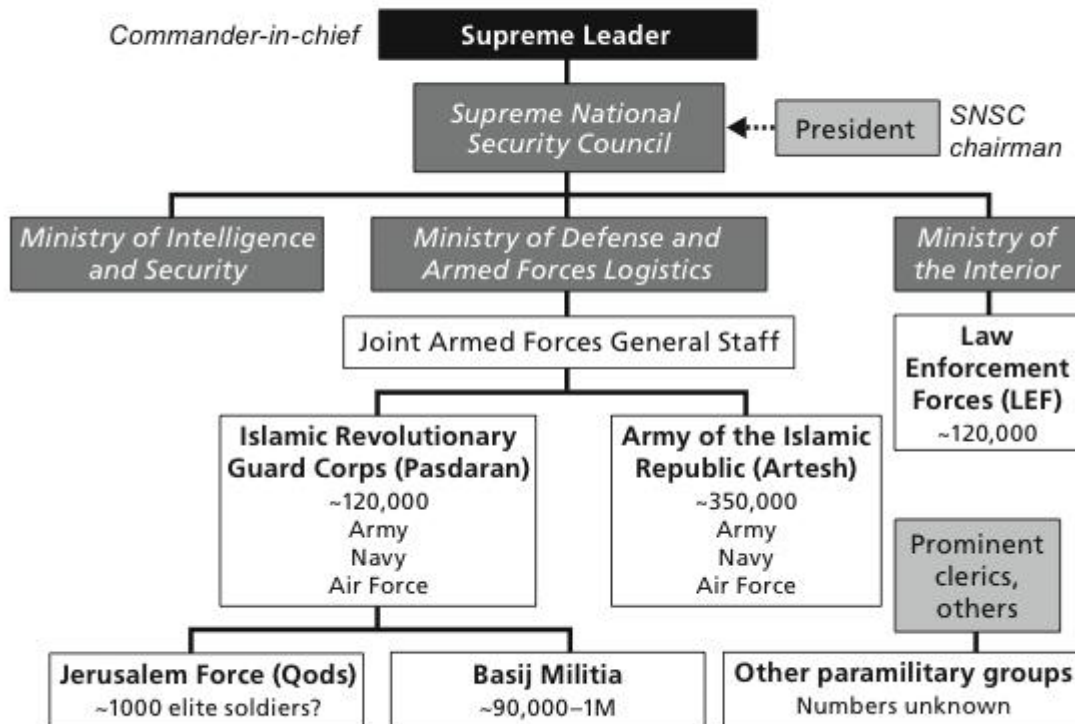 Commander-in-chief
Supreme Leader
Supreme National
Security Council
President
SNSC
chairman
Ministry of Intelligence
and Security
Ministry of Defense and
Armed Forces Logistics
Ministry of
the Interior
Joint Armed Forces General Staff
Law
Enforcement
Forces (LEF)
~120,000
Islamic Revolutionary
Guard Corps (Pasdaran)
~120,000
Army
Navy
Air Force
Army of the Islamic
Republic (Artesh)
~350,000
Army
Navy
Air Force
Prominent
clerics,
others
Jerusalem Force (Qods)
~1000 elite soldiers?
Basij Militia
~90,000–1M
Other paramilitary groups
Numbers unknown